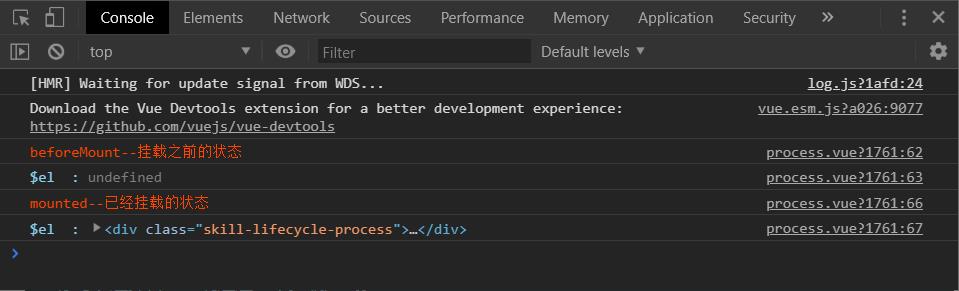 Console Elements Network Sources Performance Memory Application Security
top Filter Default levels
[HMR] Waiting for update signal from WDS... log.js?1afd:24
Download the Vue Devtools extension for a better development experience: vue.esm.js?a026:9077
https://github.com/vuejs/vue-devtools
beforeMount--挂载之前的状态 process.vue?1761:62
$el : undefined process.vue?1761:63
mounted--已经挂载的状态 process.vue?1761:66
$el : <div class="skill-lifecycle-process">…</div> process.vue?1761:67